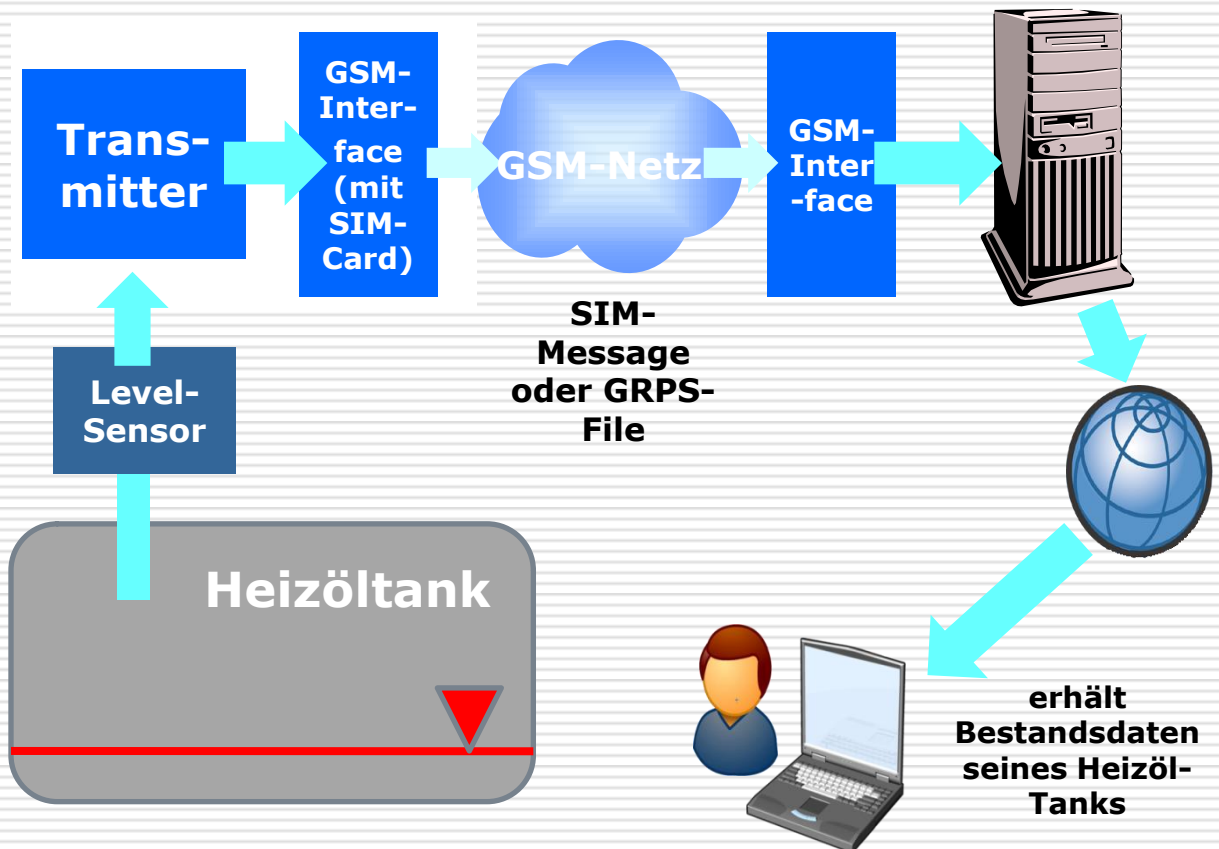 Trans-
mitter
GSM-
Inter-
face
(mit
SIM-
Card)
GSM-Netz
GSM-
Inter
-face
SIM-
Message
oder GRPS-
File
Level-
Sensor
Heizöltank
erhält
Bestandsdaten
seines Heizöl-
Tanks